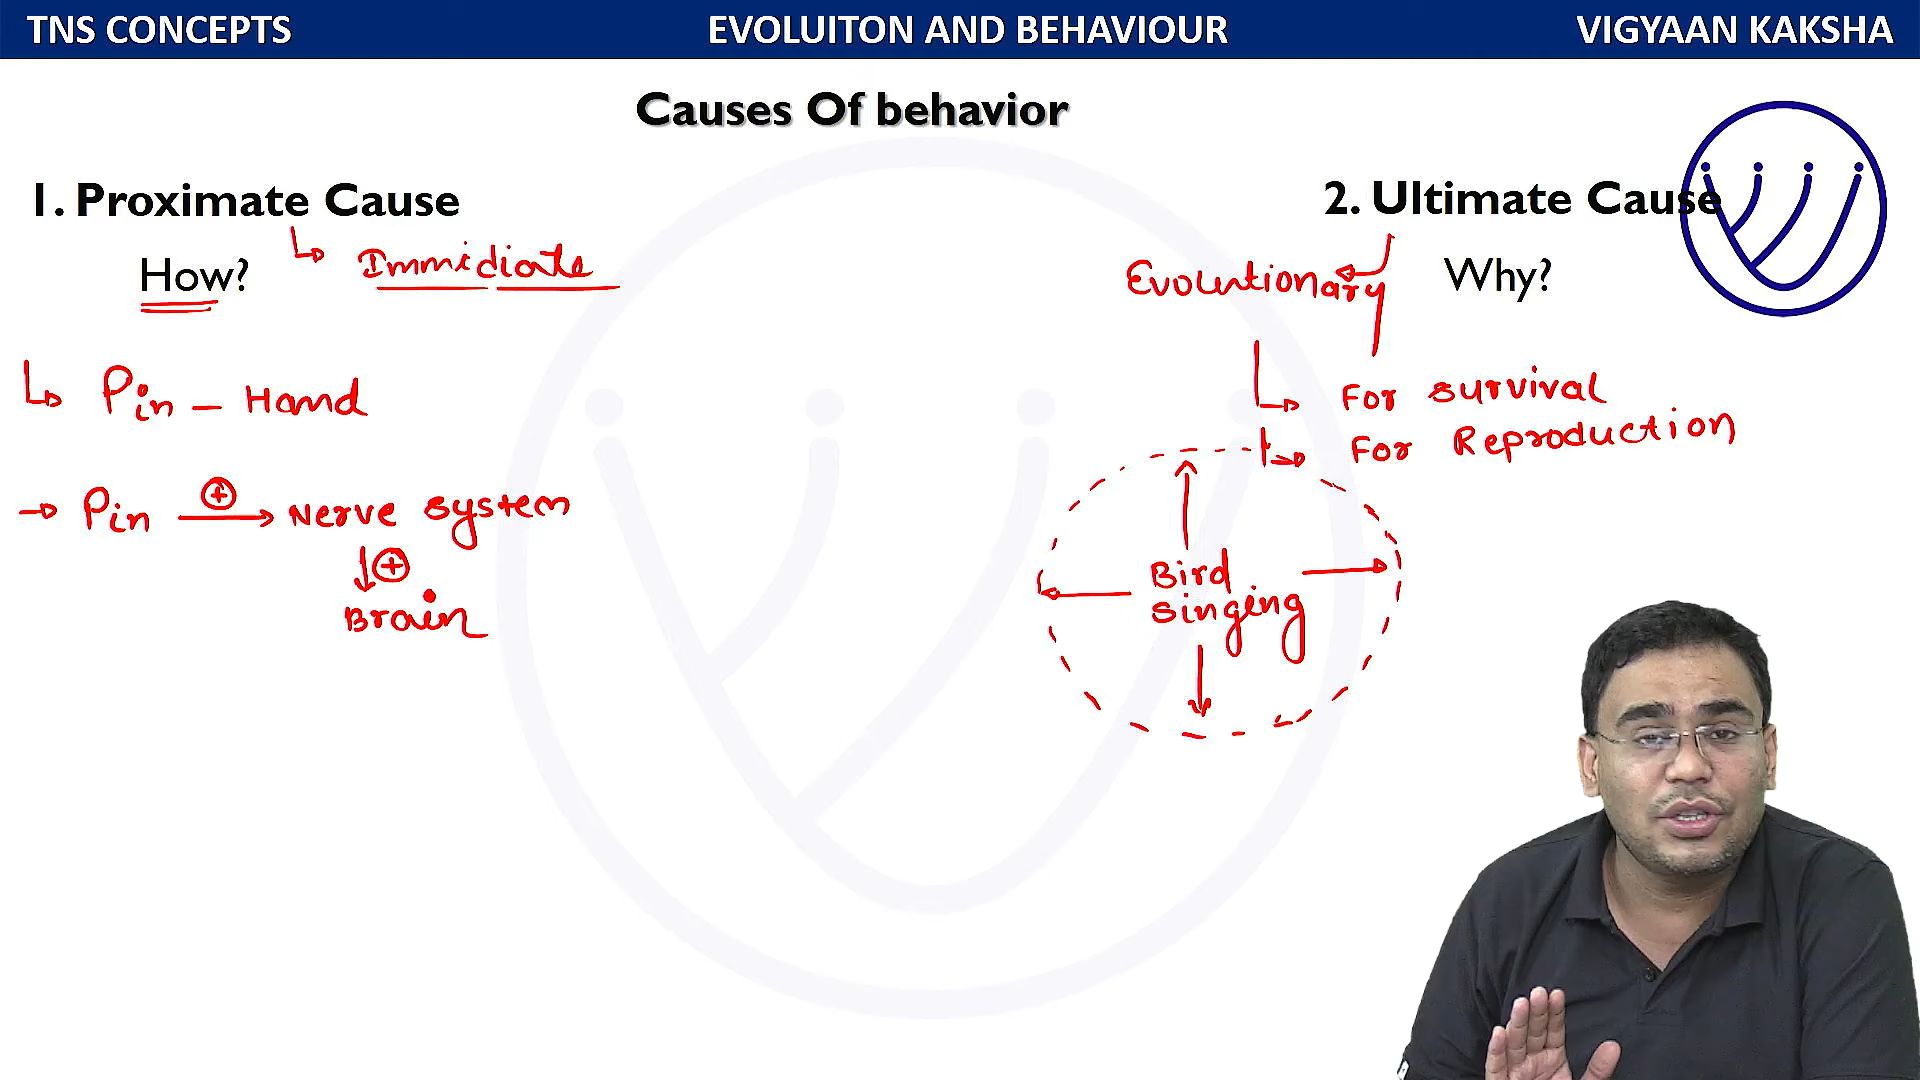 TNS CONCEPTS
EVOLUITON AND BEHAVIOUR
VIGYAAN KAKSHA
Causes Of behavior
1. Proximate Cause
How?
Immidiate
Pin - Hand
Pin + Nerve system
+
Brain
2. Ultimate Cause
Why?
Evolutionary
For survival
For Reproduction
Bird
singing